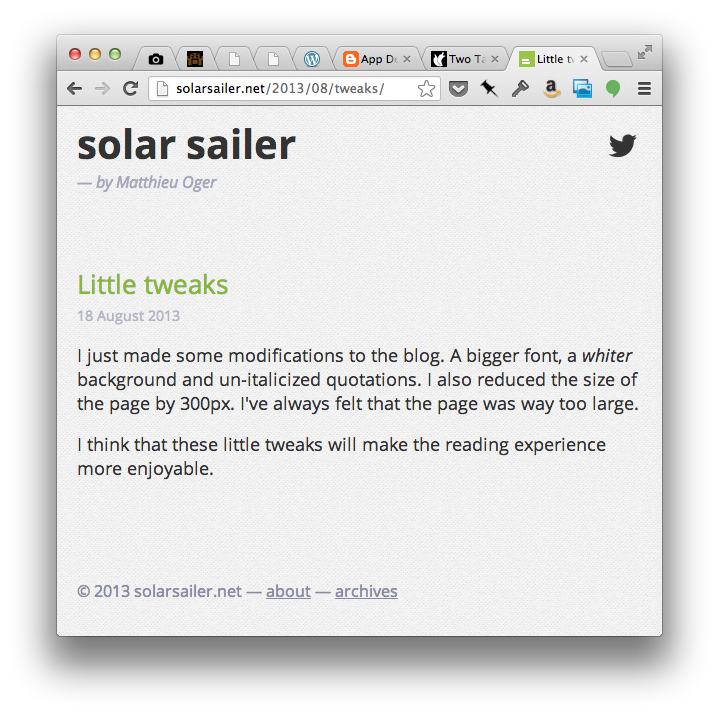 App D
Two Ta
Little tw
solarsailer.net/2013/08/tweaks/
solar sailer
— by Matthieu Oger
Little tweaks
18 August 2013
I just made some modifications to the blog. A bigger font, a whiter
background and un-italicized quotations. I also reduced the size of
the page by 300px. I've always felt that the page was way too large.
I think that these little tweaks will make the reading experience
more enjoyable.
© 2013 solarsailer.net — about — archives